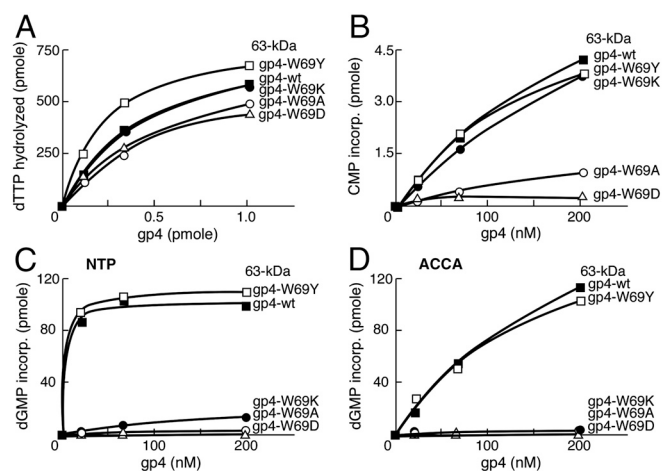 A
63-kDa
dTTP hydrolyzed (pmole)
750
500
250
0
0.5
1.0
gp4 (pmole)
gp4-W69Y
gp4-wt
gp4-W69K
gp4-W69A
gp4-W69D
B
63-kDa
CMP incorp. (pmole)
4.5
3.0
1.5
0
100
200
gp4 (nM)
gp4-wt
gp4-W69Y
gp4-W69K
gp4-W69A
gp4-W69D
C
NTP
63-kDa
dGMP incorp. (pmole)
120
80
40
0
100
200
gp4 (nM)
gp4-W69Y
gp4-wt
gp4-W69K
gp4-W69A
gp4-W69D
D
ACCA
63-kDa
dGMP incorp. (pmole)
120
80
40
0
100
200
gp4 (nM)
gp4-wt
gp4-W69Y
gp4-W69K
gp4-W69A
gp4-W69D